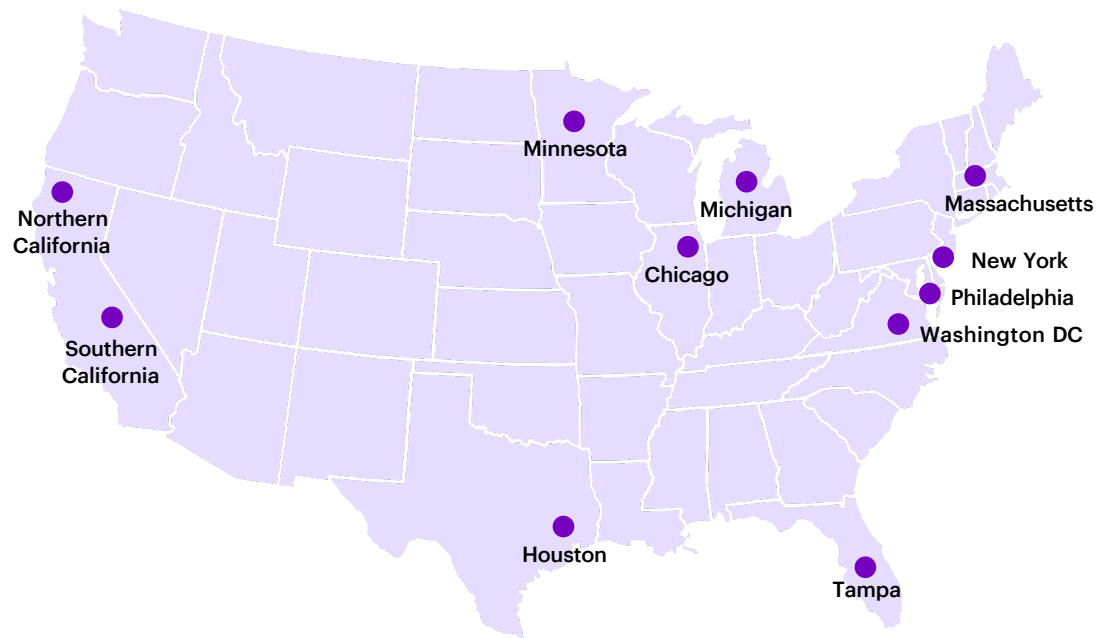 Minnesota
Massachusetts
Michigan
Northern
California
New York
Chicago
Philadelphia
Washington DC
Southern
California
Houston
Tampa